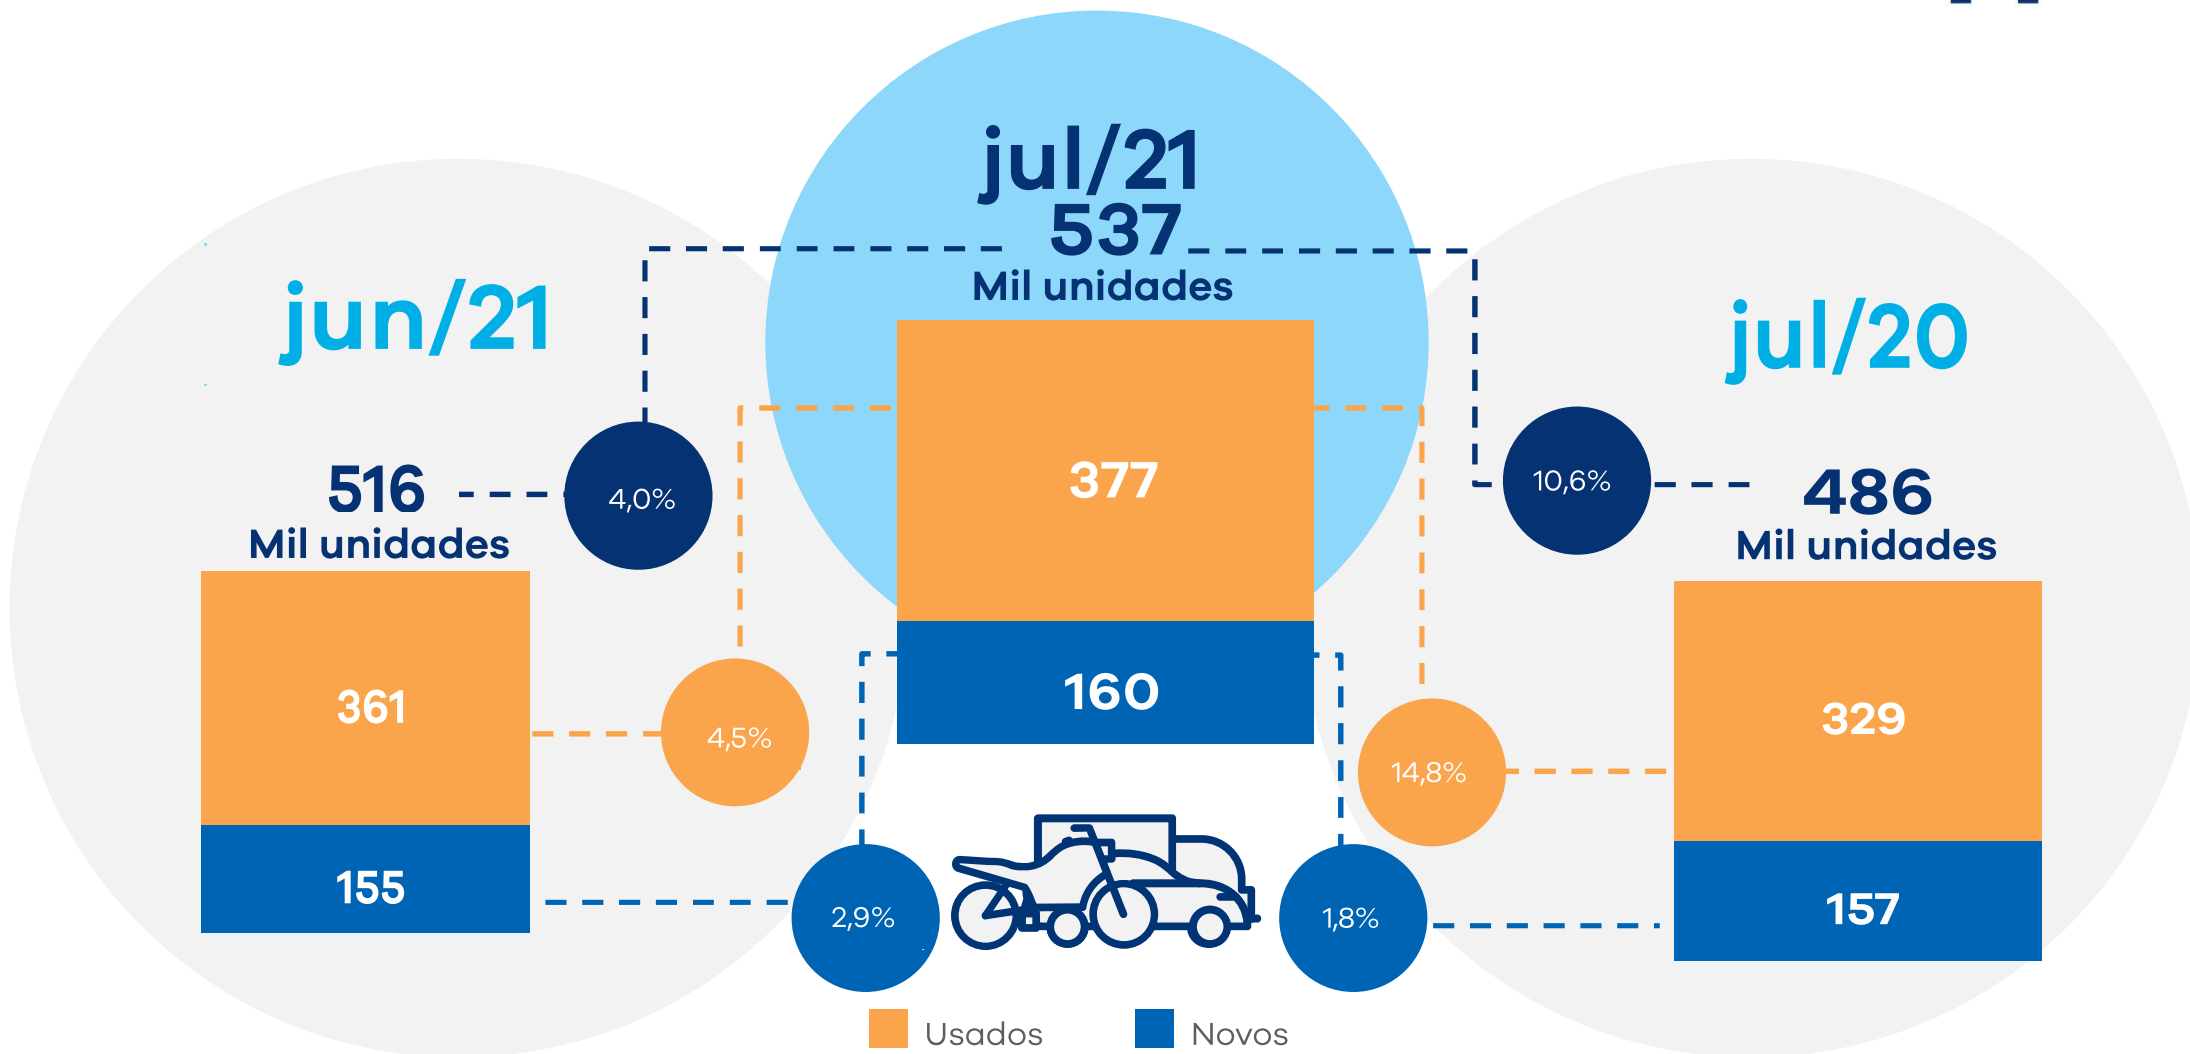 jul/21
537
Mil unidades
jun/21
jul/20
516
Mil unidades
4,0%
377
10,6%
486
Mil unidades
361
4,5%
160
14,8%
329
155
2,9%
1,8%
157
Usados
Novos